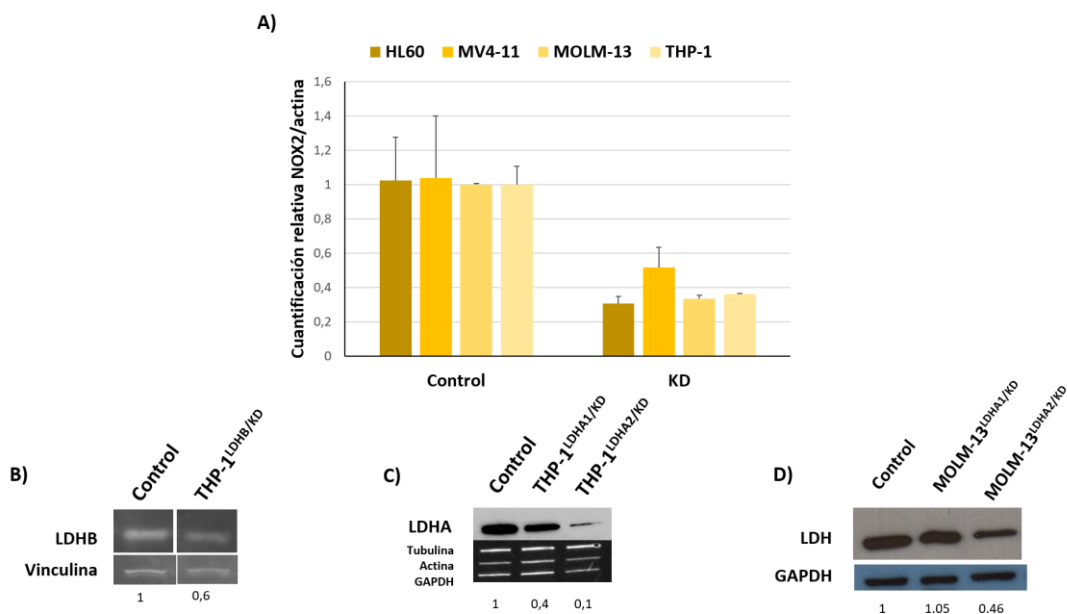 A)
HL60 MV4-11 MOLM-13 THP-1
Cuantificación relativa NOX2/actina
1,6
1,4
1,2
1
0,8
0,6
0,4
0,2
0
Control KD
B)
Control THP-1LDHB/KD
LDHB
Vinculina
1 0,6
C)
Control THP-1LDHA1/KD THP-1LDHA2/KD
LDHA
Tubulina
Actina
GAPDH
1 0,4 0,1
D)
Control MOLM-13LDHA1/KD MOLM-13LDHA2/KD
LDH
GAPDH
1 1.05 0.46